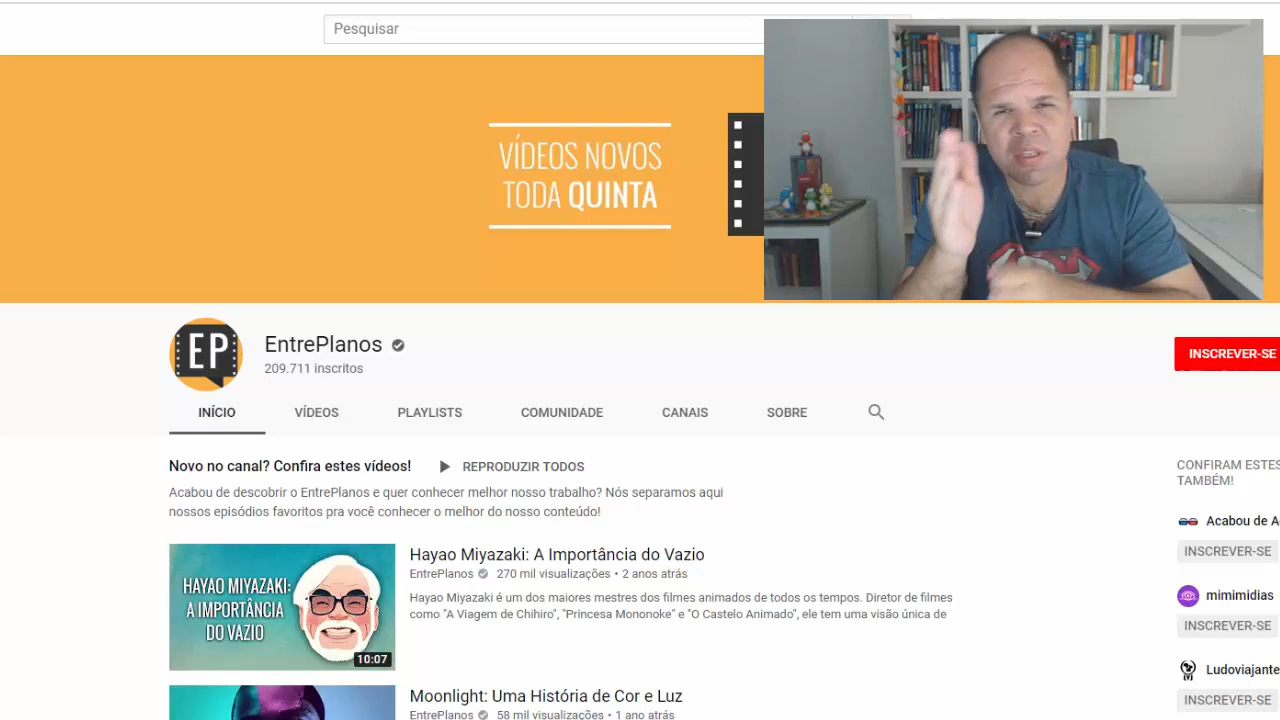 Pesquisar
VÍDEOS NOVOS
TODA QUINTA
EP
EntrePlanos
209.711 inscritos
INSCREVER-SE
INÍCIO VÍDEOS PLAYLISTS COMUNIDADE CANAIS SOBRE
Novo no canal? Confira estes vídeos! REPRODUZIR TODOS
Acabou de descobrir o EntrePlanos e quer conhecer melhor nosso trabalho? Nós separamos aqui
nossos episódios favoritos pra você conhecer o melhor do nosso conteúdo!
HAYAO MIYAZAKI:
A IMPORTÂNCIA
DO VAZIO
10:07
Hayao Miyazaki: A Importância do Vazio
EntrePlanos 270 mil visualizações • 2 anos atrás
Hayao Miyazaki é um dos maiores mestres dos filmes animados de todos os tempos. Diretor de filmes
como "A Viagem de Chihiro", "Princesa Mononoke" e "O Castelo Animado", ele tem uma visão única de
Moonlight: Uma História de Cor e Luz
EntrePlanos 58 mil visualizações • 1 ano atrás
CONFIRAM ESTES
TAMBÉM!
Acabou de A
INSCREVER-SE
mimimidias
INSCREVER-SE
Ludoviajante
INSCREVER-SE